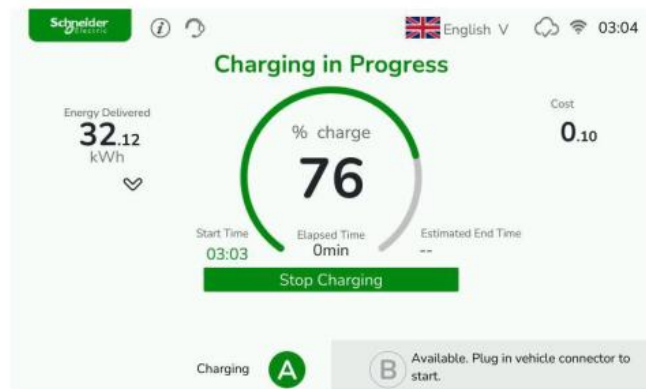 Schneider
Electric
English V
03:04
Charging in Progress
Energy Delivered
32.12
kWh
% charge
76
Cost
0.10
Start Time
03:03
Elapsed Time
0min
Estimated End Time
--
Stop Charging
Charging
A
B
Available. Plug in vehicle connector to
start.